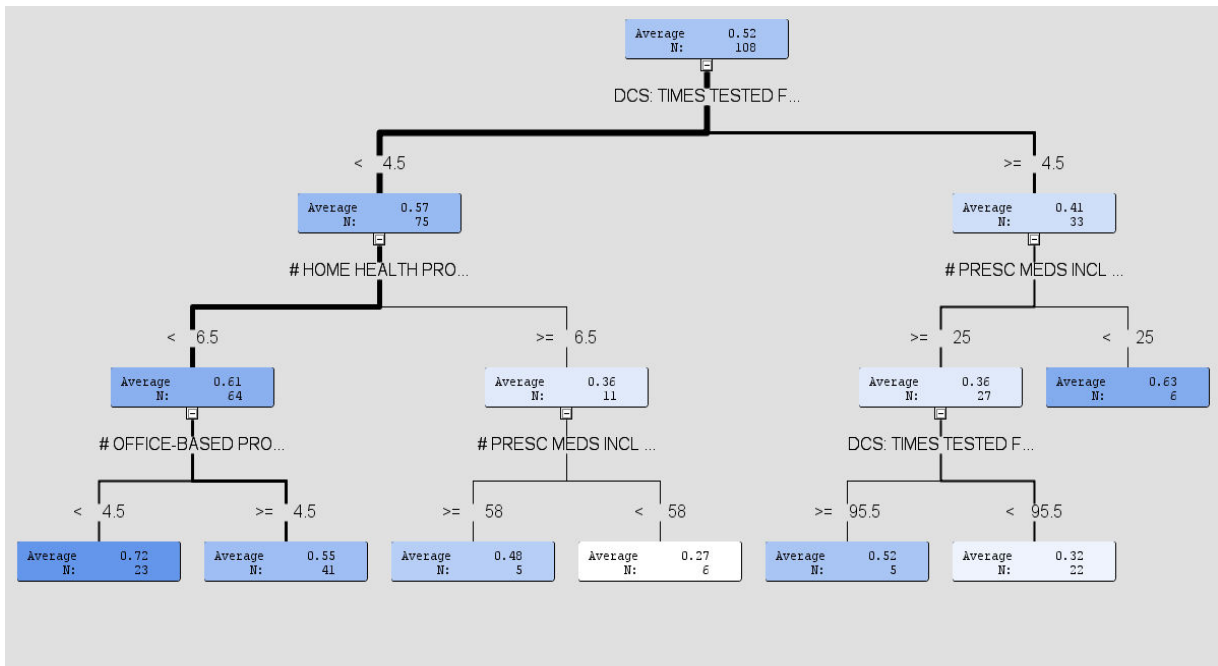 Average 0.52
N: 108
DCS: TIMES TESTED F...
< 4.5
>= 4.5
Average 0.57
N: 75
Average 0.41
N: 33
# HOME HEALTH PRO...
# PRESC MEDS INCL ...
< 6.5
>= 6.5
>= 25
< 25
Average 0.61
N: 64
Average 0.36
N: 11
Average 0.36
N: 27
Average 0.63
N: 6
# OFFICE-BASED PRO...
# PRESC MEDS INCL ...
DCS: TIMES TESTED F...
< 4.5
>= 4.5
>= 58
< 58
>= 95.5
< 95.5
Average 0.72
N: 23
Average 0.55
N: 41
Average 0.48
N: 5
Average 0.27
N: 6
Average 0.52
N: 5
Average 0.32
N: 22